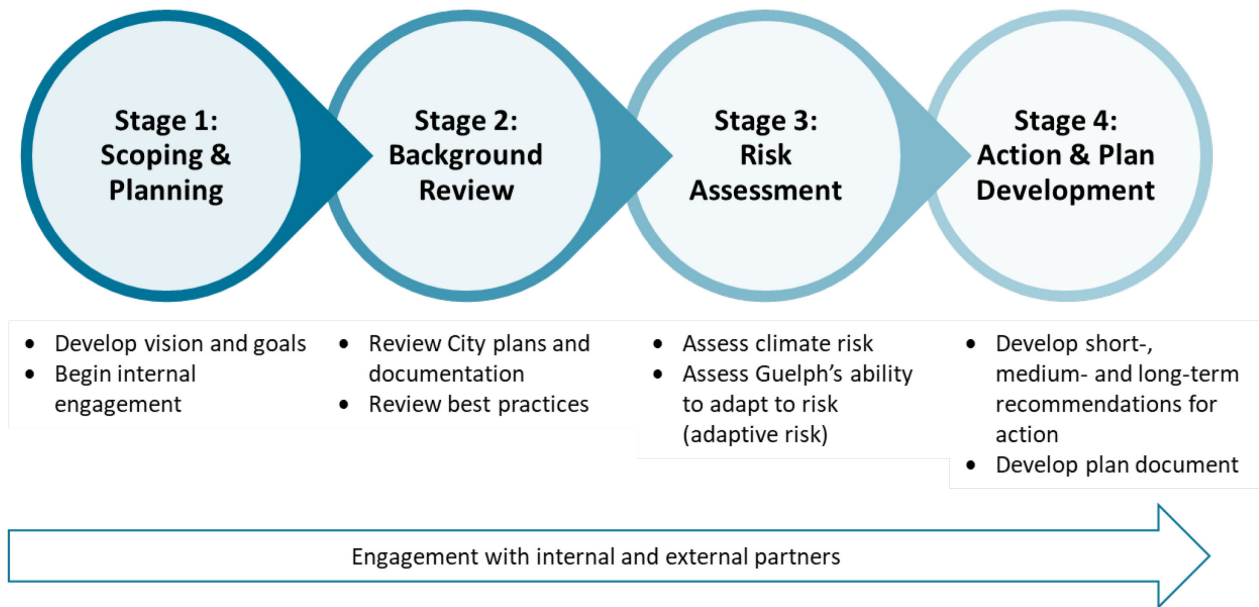 Stage 1:
Scoping &
Planning
Stage 2:
Background
Review
Stage 3:
Risk
Assessment
Stage 4:
Action & Plan
Development
• Develop vision and goals
• Begin internal
engagement
• Review City plans and
documentation
• Review best practices
• Assess climate risk
• Assess Guelph’s ability
to adapt to risk
(adaptive risk)
• Develop short-,
medium- and long-term
recommendations for
action
• Develop plan document
Engagement with internal and external partners